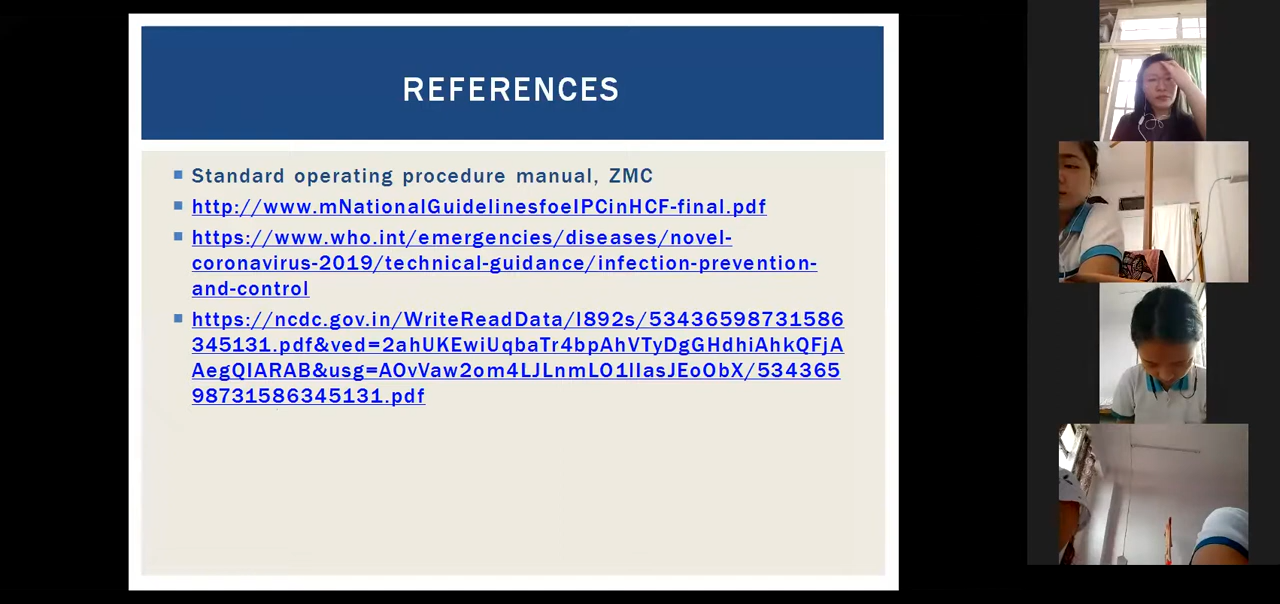 REFERENCES
Standard operating procedure manual, ZMC
http://www.mNationalGuidelinesfoeIPCinHCF-final.pdf
https://www.who.int/emergencies/diseases/novel-
coronavirus-2019/technical-guidance/infection-prevention-
and-control
https://ncdc.gov.in/WriteReadData/l892s/53436598731586
345131.pdf&ved=2ahUKEwiUqbaTr4bpAhVTyDgGHdhiAhkQFjA
AegQIARAB&usg=AOvVaw2om4LJLnmLO1lIasJEoObX/534365
98731586345131.pdf